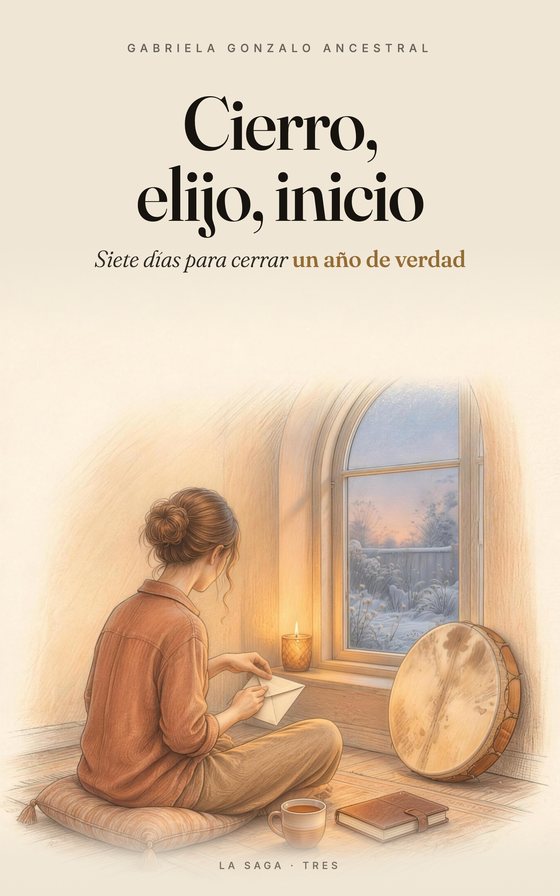 GABRIELA GONZALO ANCESTRAL
Cierro,
elijo, inicio
Siete días para cerrar un año de verdad
LA SAGA · TRES